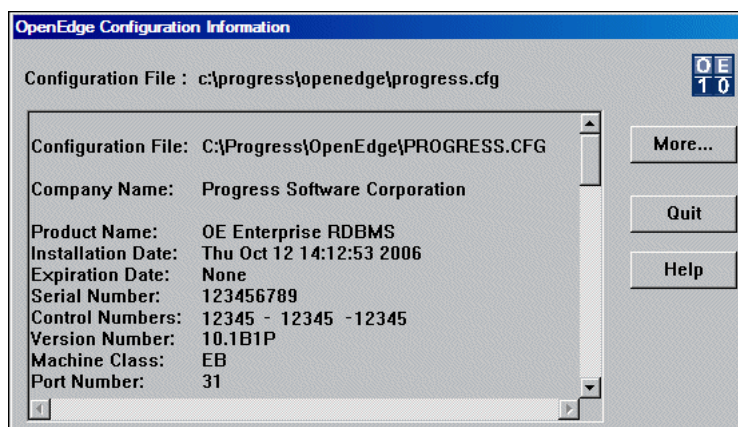 OpenEdge Configuration Information
Configuration File : c:\progress\openedge\progress.cfg
O E
1 0
Configuration File: C:\Progress\OpenEdge\PROGRESS.CFG
More...
Company Name: Progress Software Corporation
Quit
Product Name: OE Enterprise RDBMS
Installation Date: Thu Oct 12 14:12:53 2006
Expiration Date: None
Help
Serial Number: 123456789
Control Numbers: 12345 - 12345 -12345
Version Number: 10.1B1P
Machine Class: EB
Port Number: 31